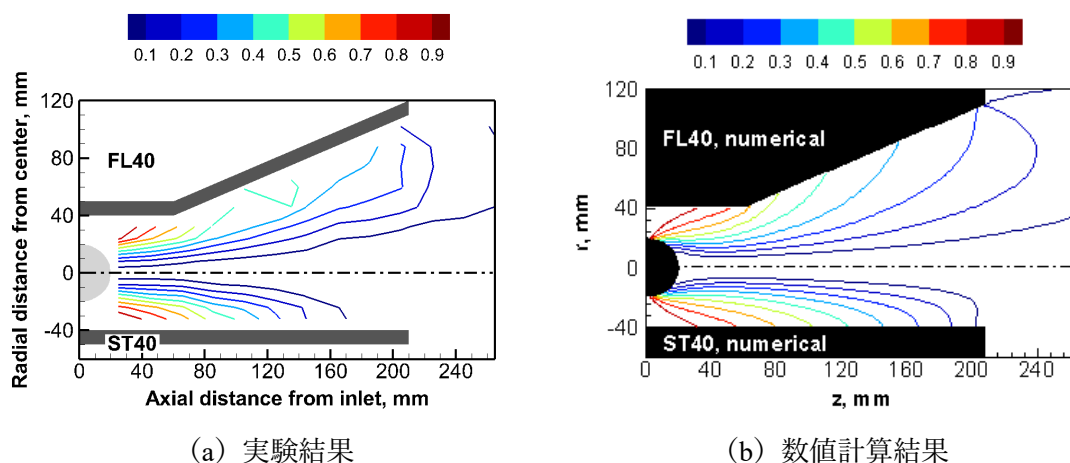 0.1 0.2 0.3 0.4 0.5 0.6 0.7 0.8 0.9
Radial distance from center, mm
120
80
40
0
-40
FL40
ST40
0 40 80 120 160 200 240
Axial distance from inlet, mm
(a) 実験結果
0.1 0.2 0.3 0.4 0.5 0.6 0.7 0.8 0.9
r, mm
120
80
40
0
-40
FL40, numerical
ST40, numerical
0 40 80 120 160 200 240
z, mm
(b) 数値計算結果